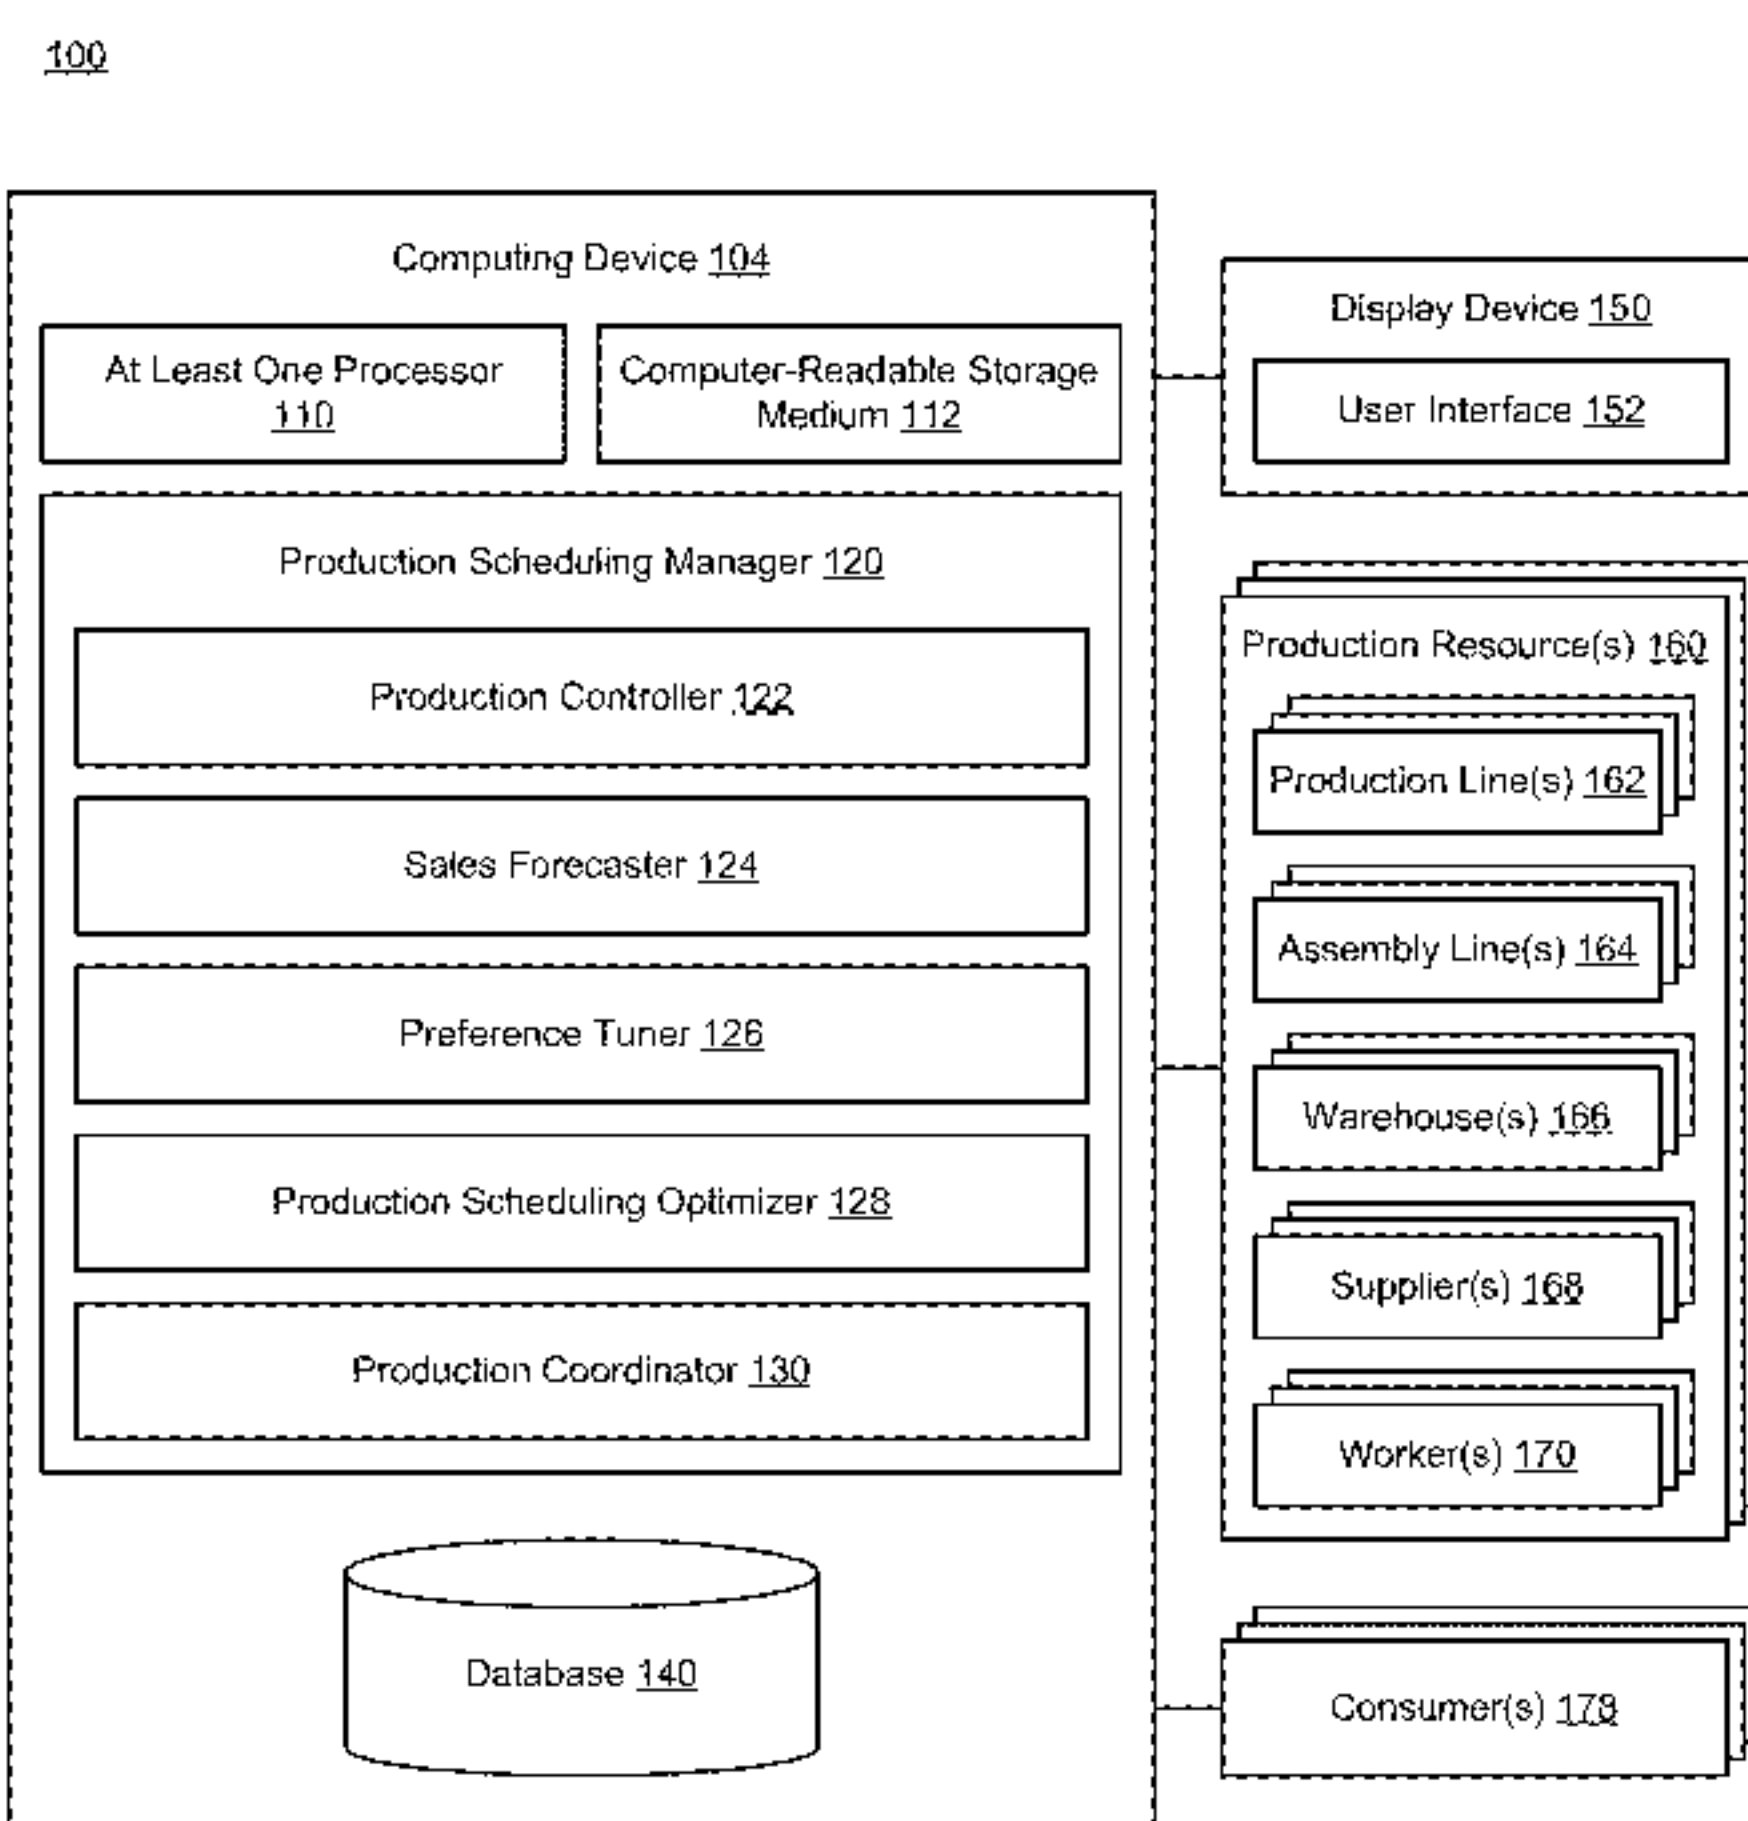 100
Computing Device 104
At Least One Processor
110
Computer-Readable Storage
Medium 112
Production Scheduling Manager 120
Production Controller 122
Sales Forecaster 124
Preference Tuner 126
Production Scheduling Optimizer 128
Production Coordinator 130
Database 140
Display Device 150
User Interface 152
Production Resource(s) 160
Production Line(s) 162
Assembly Line(s) 164
Warehouse(s) 166
Supplier(s) 168
Worker(s) 170
Consumer(s) 178